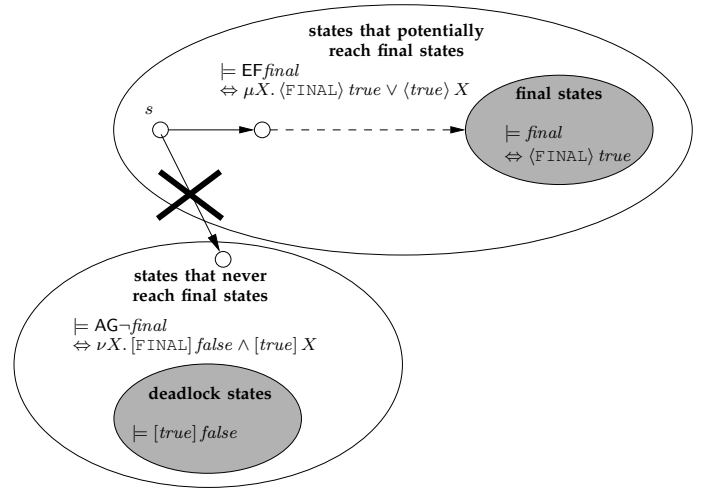 states that potentially
reach final states
⊨ EF final
⇔ μX. ⟨FINAL⟩ true ∨ ⟨true⟩ X
final states
s
⊨ final
⇔ ⟨FINAL⟩ true
states that never
reach final states
⊨ AG¬final
⇔ νX. [FINAL] false ∧ [true] X
deadlock states
⊨ [true] false